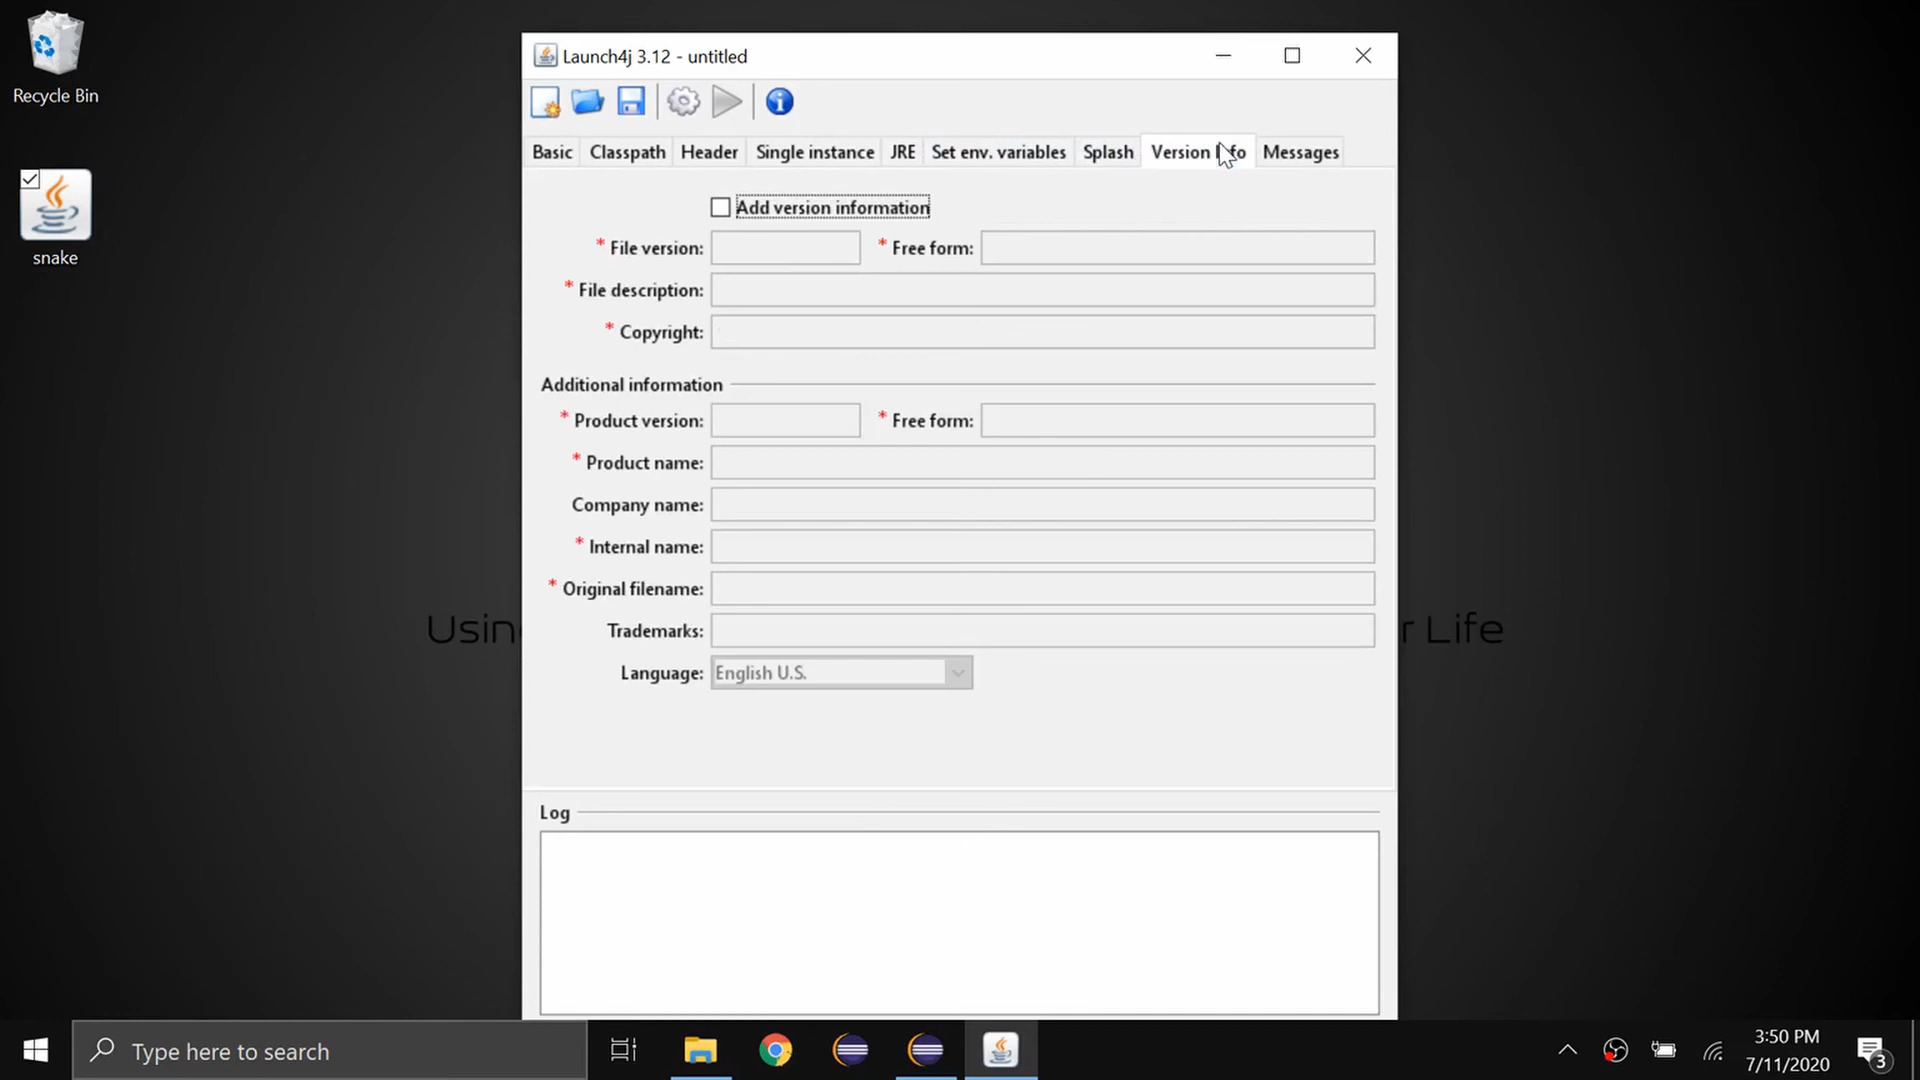 Recycle Bin
snake
Launch4j 3.12 - untitled
Basic Classpath Header Single instance JRE Set env. variables Splash Version Info Messages
Add version information
* File version: * Free form:
* File description:
* Copyright:
Additional information
* Product version: * Free form:
* Product name:
Company name:
* Internal name:
* Original filename:
Trademarks:
Language: English U.S.
r Life
Log
Type here to search
3:50 PM
7/11/2020
3